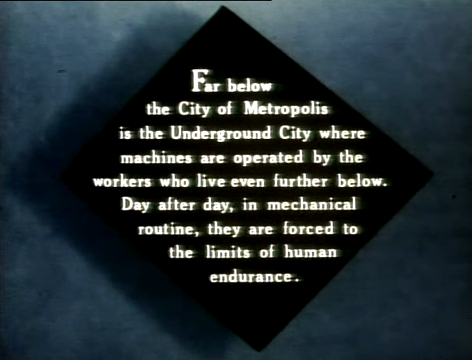 Far below
the City of Metropolis
is the Underground City where
machines are operated by the
workers who live even further below.
Day after day, in mechanical
routine, they are forced to
the limits of human
endurance.